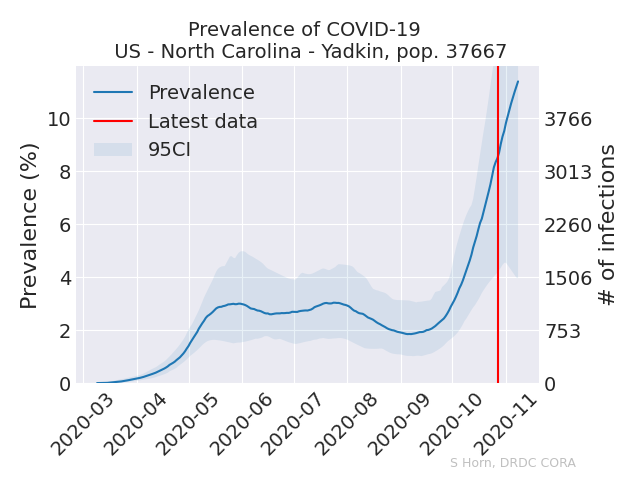 Prevalence of COVID-19
US - North Carolina - Yadkin, pop. 37667
Prevalence
Latest data
95CI
Prevalence (%)
10
8
6
4
2
0
3766
3013
2260
1506
753
0
# of infections
2020-03
2020-04
2020-05
2020-06
2020-07
2020-08
2020-09
2020-10
2020-11
S Horn, DRDC CORA